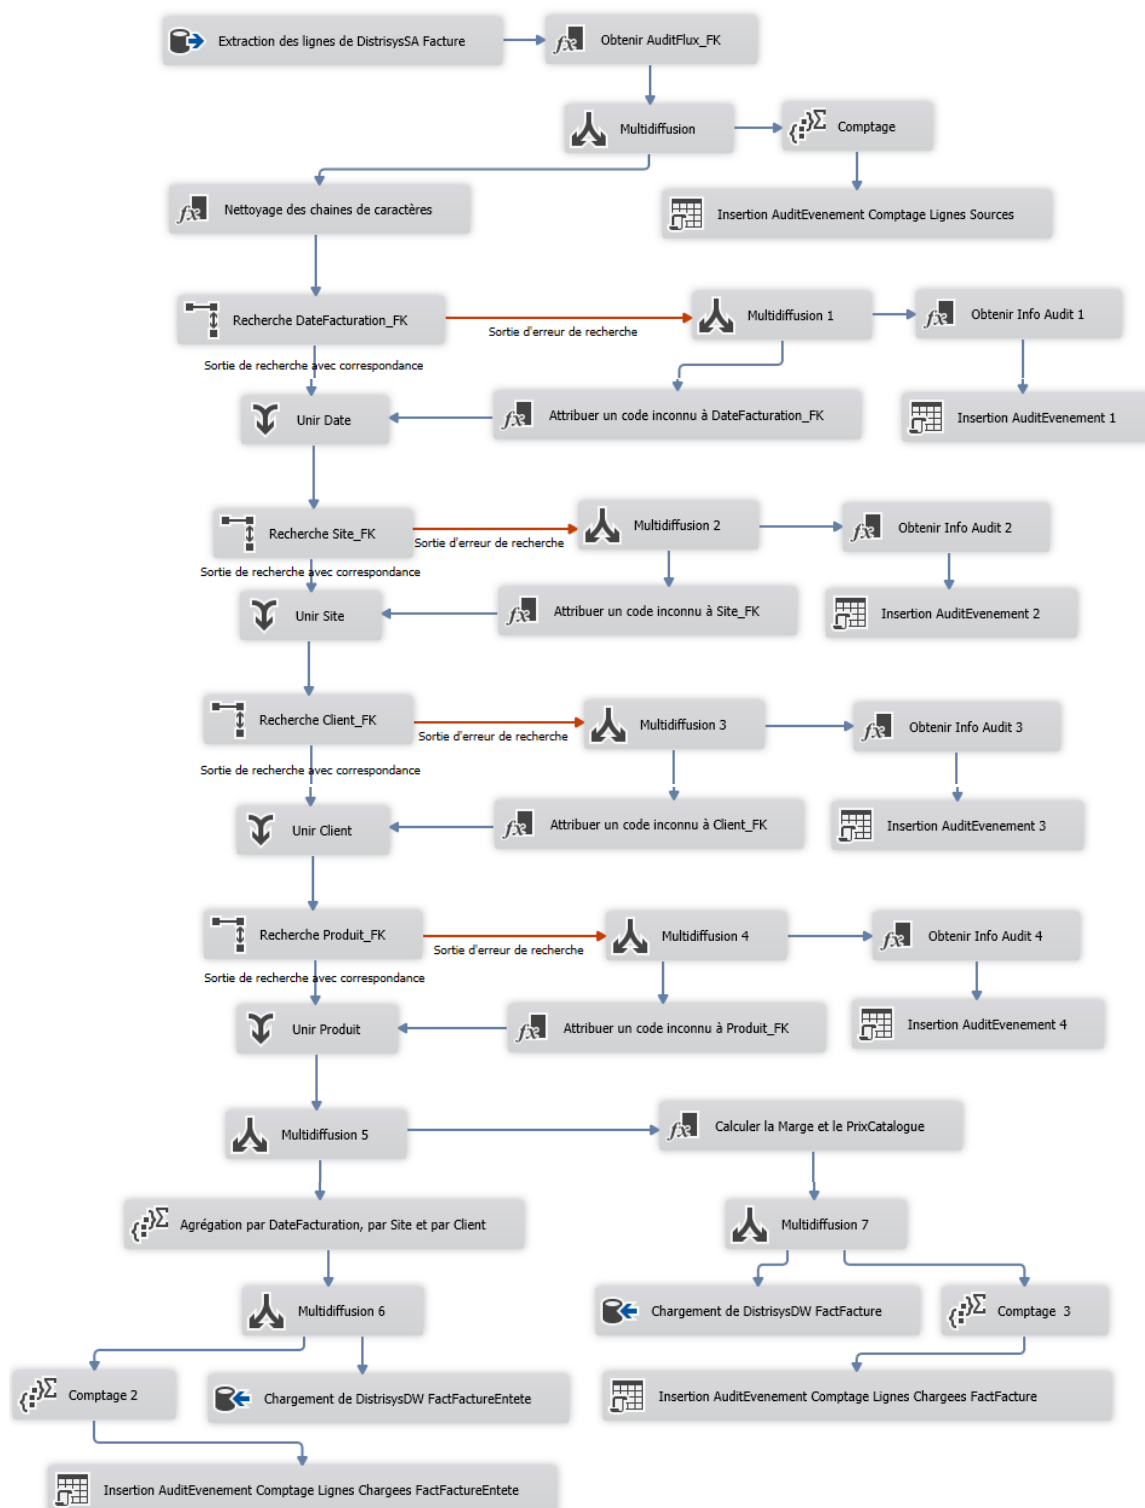 Extraction des lignes de DistrisysSA Facture
Obtenir AuditFlux_FK
Multidiffusion
Comptage
Nettoyage des chaines de caractères
Insertion AuditEvenement Comptage Lignes Sources
Recherche DateFacturation_FK
Sortie d'erreur de recherche
Multidiffusion 1
Obtenir Info Audit 1
Sortie de recherche avec correspondance
Unir Date
Attribuer un code inconnu à DateFacturation_FK
Insertion AuditEvenement 1
Recherche Site_FK
Sortie d'erreur de recherche
Multidiffusion 2
Obtenir Info Audit 2
Sortie de recherche avec correspondance
Unir Site
Attribuer un code inconnu à Site_FK
Insertion AuditEvenement 2
Recherche Client_FK
Sortie d'erreur de recherche
Multidiffusion 3
Obtenir Info Audit 3
Sortie de recherche avec correspondance
Unir Client
Attribuer un code inconnu à Client_FK
Insertion AuditEvenement 3
Recherche Produit_FK
Sortie d'erreur de recherche
Multidiffusion 4
Obtenir Info Audit 4
Sortie de recherche avec correspondance
Unir Produit
Attribuer un code inconnu à Produit_FK
Insertion AuditEvenement 4
Multidiffusion 5
Calculer la Marge et le PrixCatalogue
Agrégation par DateFacturation, par Site et par Client
Multidiffusion 7
Multidiffusion 6
Chargement de DistrisysDW FactFacture
Comptage 3
Comptage 2
Chargement de DistrisysDW FactFactureEntete
Insertion AuditEvenement Comptage Lignes Chargees FactFacture
Insertion AuditEvenement Comptage Lignes Chargees FactFactureEntete